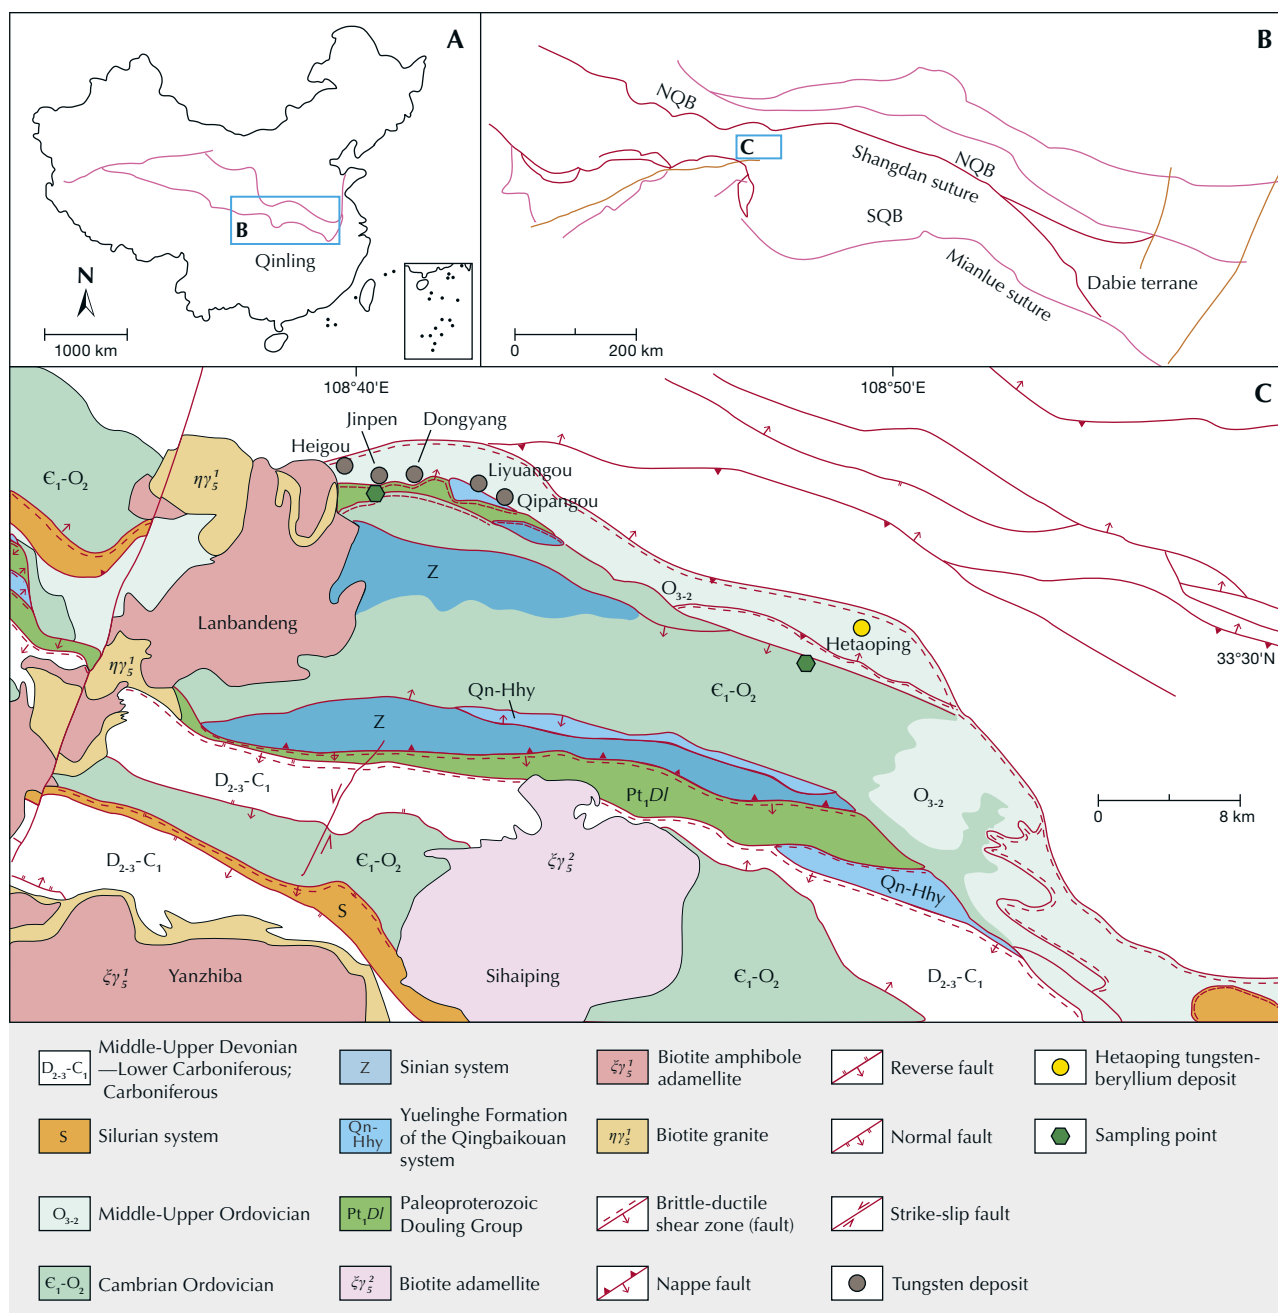 A
B
Qinling
N
1000 km
B
NQB
C
Shangdan suture
NQB
SQB
Mianlue suture
Dabie terrane
0 200 km
108°40'E
108°50'E
C
Jinpen
Dongyang
Heigou
Liyuangou
Qipangou
Є₁-O₂
ηγ₅¹
Z
O₃₋₂
Lanbandeng
Hetaoping
33°30'N
ηγ₅¹
Qn-Hhy
Є₁-O₂
Z
D₂₋₃-C₁
Pt₁Dl
O₃₋₂
0 8 km
D₂₋₃-C₁
Є₁-O₂
ξγ₅²
Qn-Hhy
S
ξγ₅¹ Yanzhiba
Sihaiping
Є₁-O₂
D₂₋₃-C₁
D₂₋₃-C₁
Middle-Upper Devonian
—Lower Carboniferous;
Carboniferous
Z
Sinian system
ξγ₅¹
Biotite amphibole
adamellite
Reverse fault
Hetaoping tungsten-
beryllium deposit
S
Silurian system
Qn-
Hhy
Yuelinghe Formation
of the Qingbaikouan
system
ηγ₅¹
Biotite granite
Normal fault
Sampling point
O₃₋₂
Middle-Upper Ordovician
Pt₁Dl
Paleoproterozoic
Douling Group
Brittle-ductile
shear zone (fault)
Strike-slip fault
Є₁-O₂
Cambrian Ordovician
ξγ₅²
Biotite adamellite
Nappe fault
Tungsten deposit